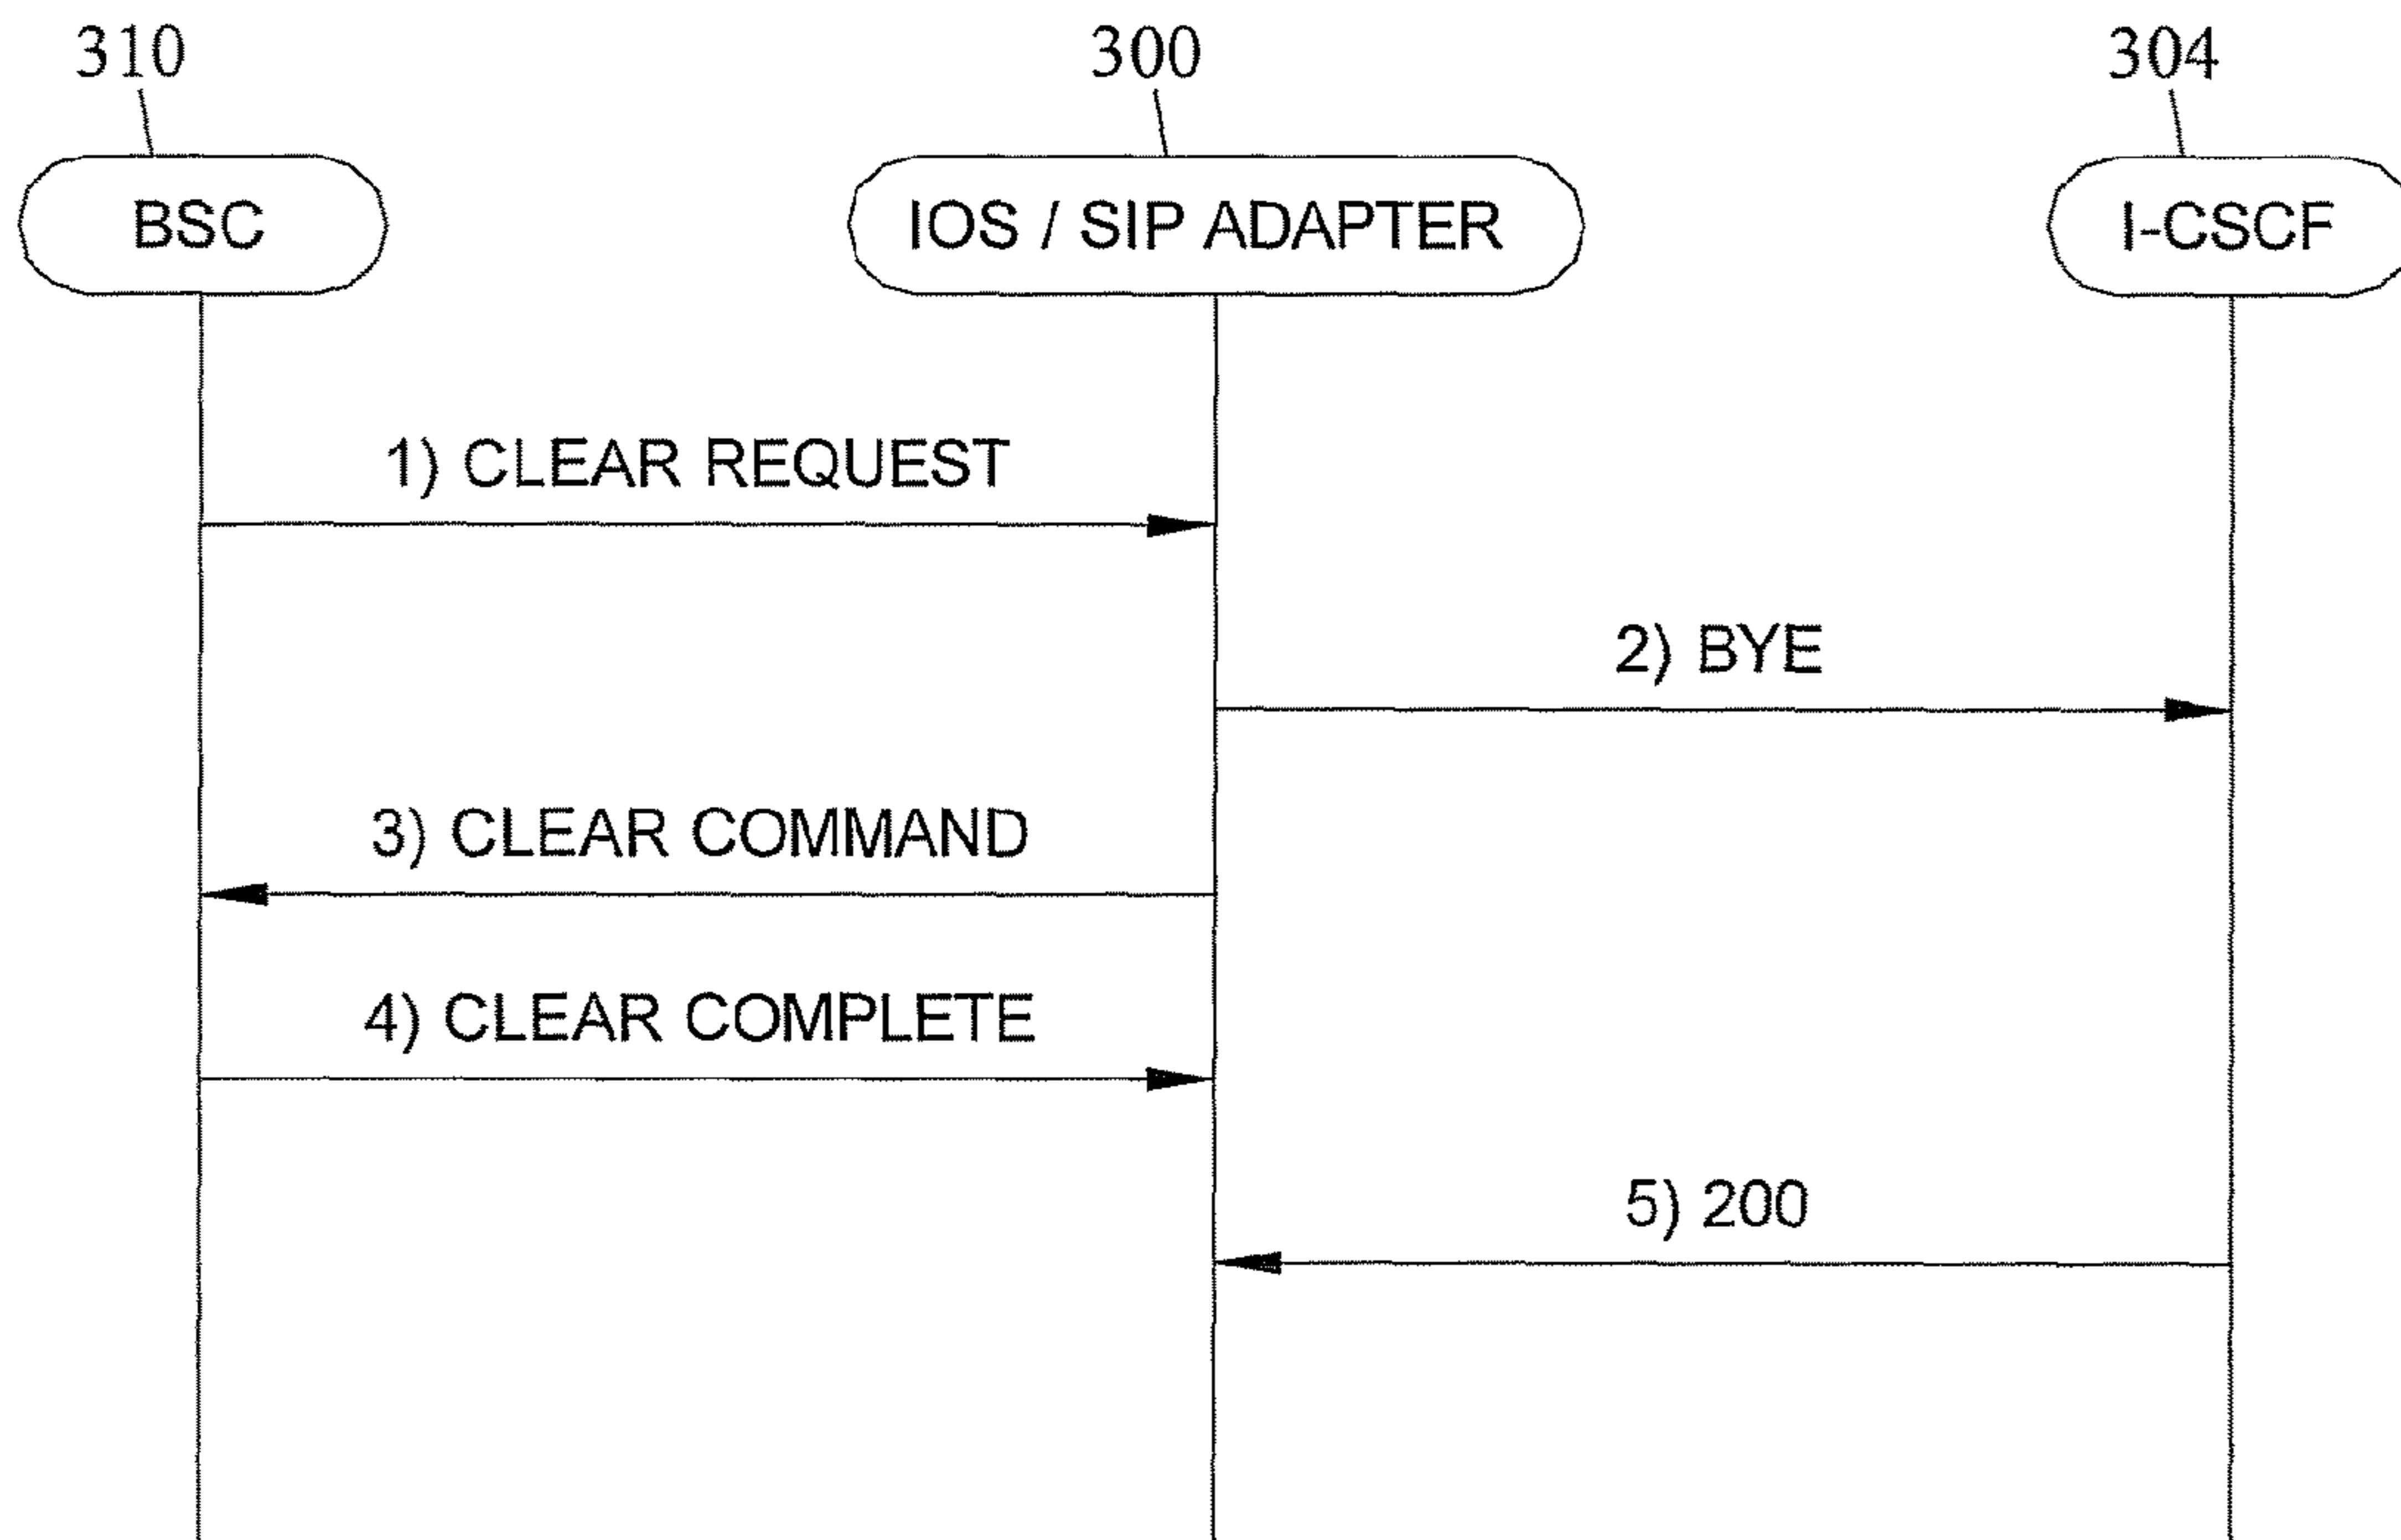 310
300
304
BSC
IOS / SIP ADAPTER
I-CSCF
1) CLEAR REQUEST
2) BYE
3) CLEAR COMMAND
4) CLEAR COMPLETE
5) 200